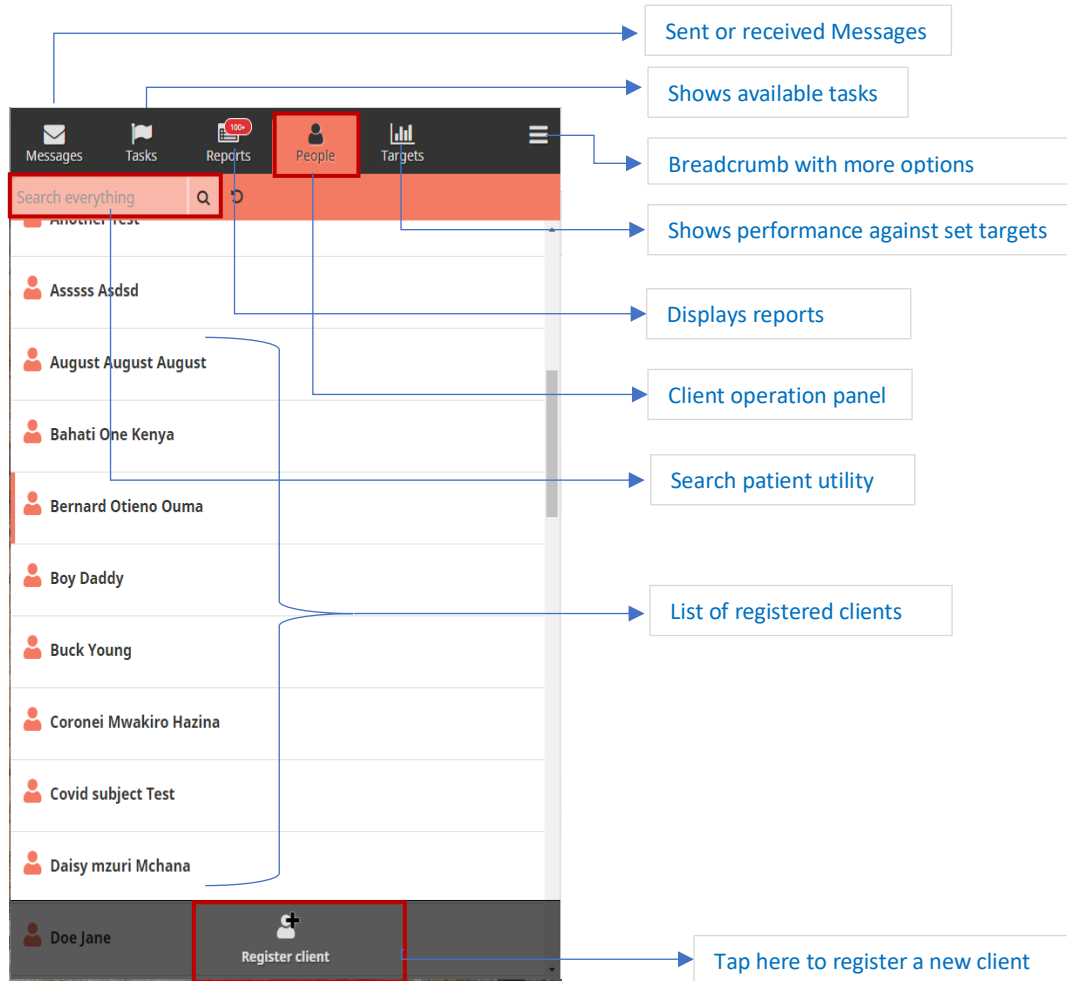 Sent or received Messages
Shows available tasks
Messages
Tasks
100+
Reports
People
Targets
Breadcrumb with more options
Search everything
Shows performance against set targets
Another Test
Asssss Asdsd
Displays reports
August August August
Client operation panel
Bahati One Kenya
Search patient utility
Bernard Otieno Ouma
Boy Daddy
List of registered clients
Buck Young
Coronei Mwakiro Hazina
Covid subject Test
Daisy mzuri Mchana
Doe Jane
Register client
Tap here to register a new client